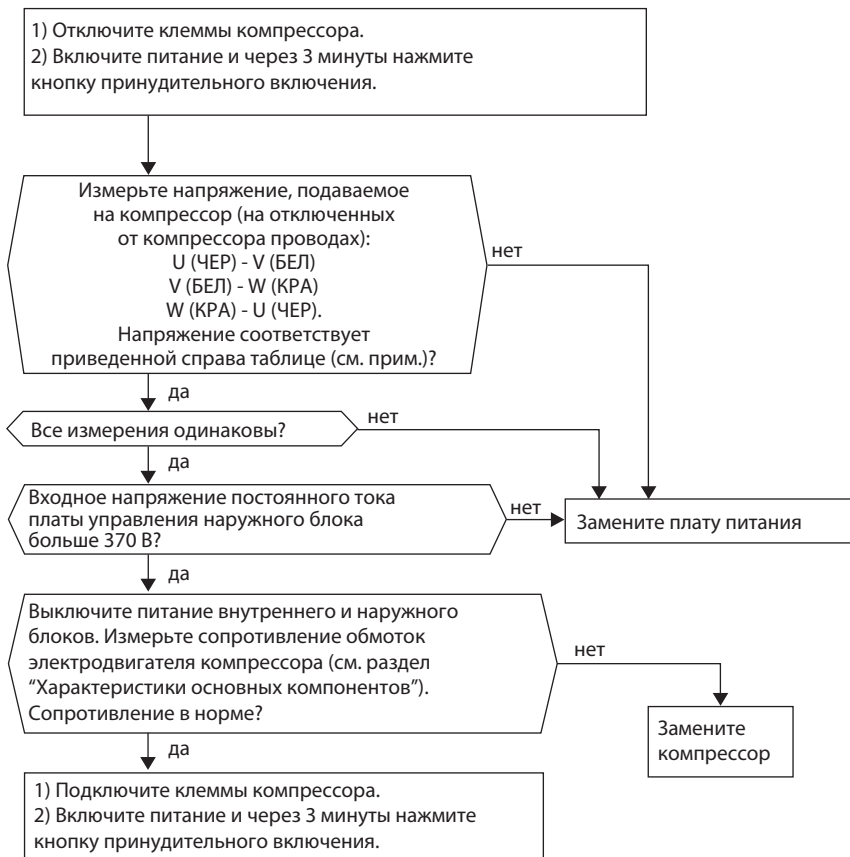 1) Отключите клеммы компрессора.
2) Включите питание и через 3 минуты нажмите
кнопку принудительного включения.
Измерьте напряжение, подаваемое
на компрессор (на отключенных
от компрессора проводах):
U (ЧЕР) - V (БЕЛ)
V (БЕЛ) - W (КРА)
W (КРА) - U (ЧЕР).
Напряжение соответствует
приведенной справа таблице (см. прим.)?
нет
да
Все измерения одинаковы?
нет
да
Входное напряжение постоянного тока
платы управления наружного блока
больше 370 В?
нет
Замените плату питания
да
Выключите питание внутреннего и наружного
блоков. Измерьте сопротивление обмоток
электродвигателя компрессора (см. раздел
“Характеристики основных компонентов”).
Сопротивление в норме?
нет
Замените
компрессор
да
1) Подключите клеммы компрессора.
2) Включите питание и через 3 минуты нажмите
кнопку принудительного включения.